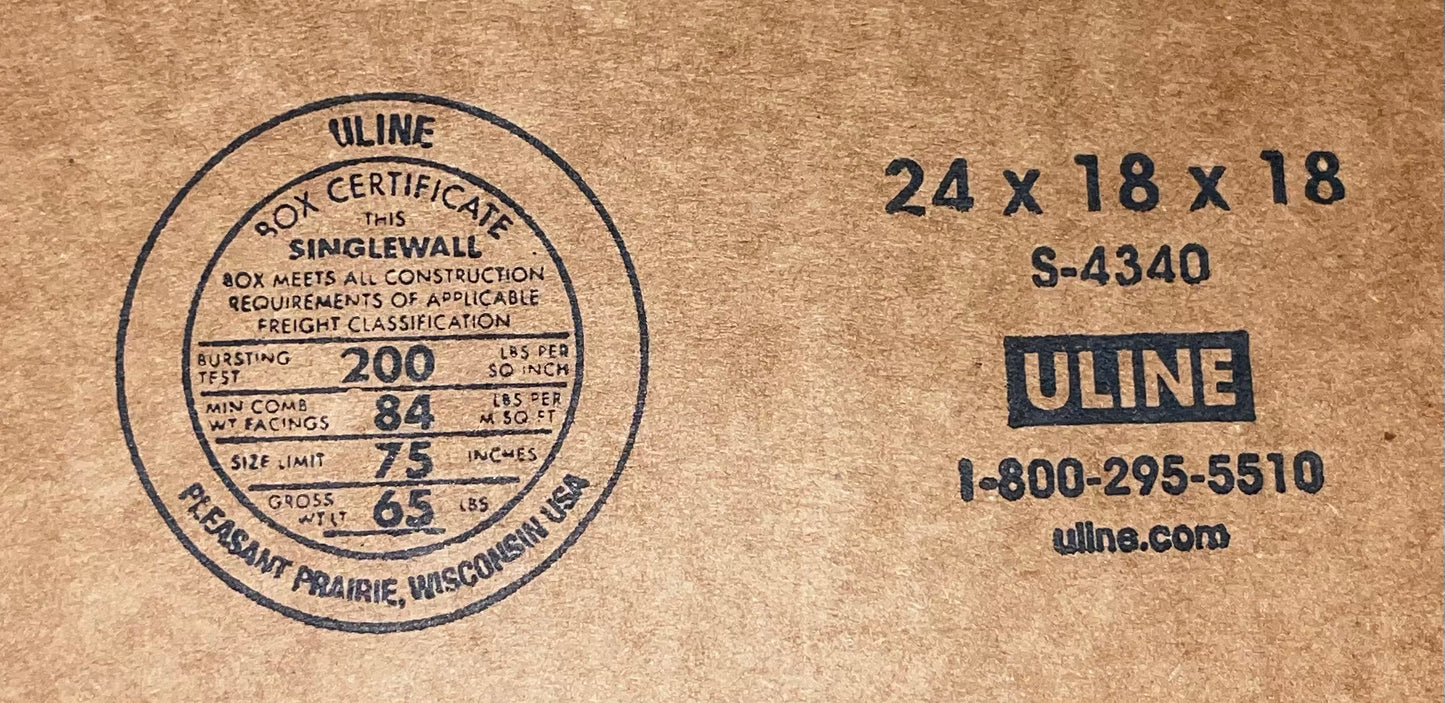 ULINE
BOX CERTIFICATE
THIS
SINGLEWALL
BOX MEETS ALL CONSTRUCTION
REQUIREMENTS OF APPLICABLE
FREIGHT CLASSIFICATION
BURSTING TEST 200 LBS PER SQ INCH
MIN COMB WT FACINGS 84 LBS PER M SQ FT
SIZE LIMIT 75 INCHES
GROSS WT LT 65 LBS
PLEASANT PRAIRIE, WISCONSIN USA
24 x 18 x 18
S-4340
ULINE
1-800-295-5510
uline.com